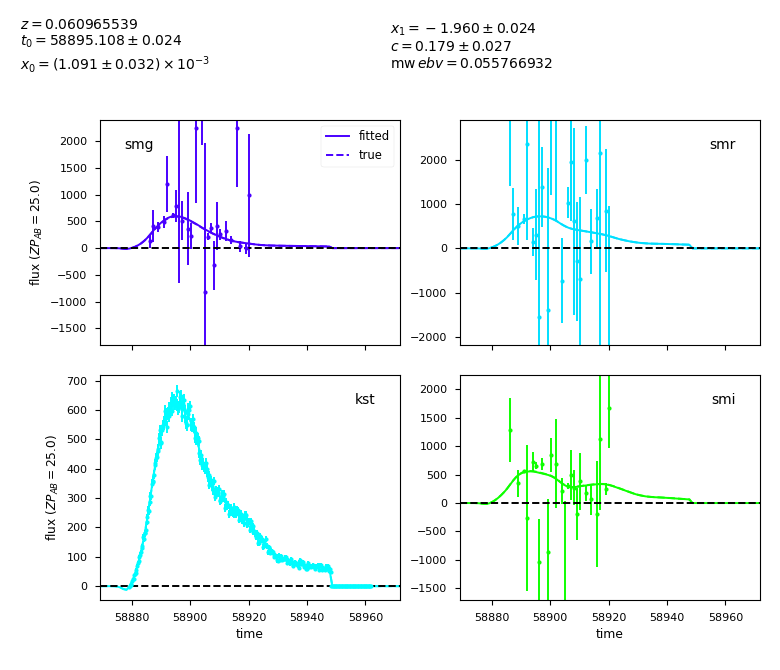 z = 0.060965539
t₀ = 58895.108 ± 0.024
x₀ = (1.091 ± 0.032) × 10⁻³
x₁ = −1.960 ± 0.024
c = 0.179 ± 0.027
mw ebv = 0.055766932
smg
fitted
true
2000
1500
1000
500
0
−500
−1000
−1500
flux (ZP_AB = 25.0)
smr
2000
1000
0
−1000
−2000
kst
700
600
500
400
300
200
100
0
flux (ZP_AB = 25.0)
58880 58900 58920 58940 58960
time
smi
2000
1500
1000
500
0
−500
−1000
−1500
58880 58900 58920 58940 58960
time